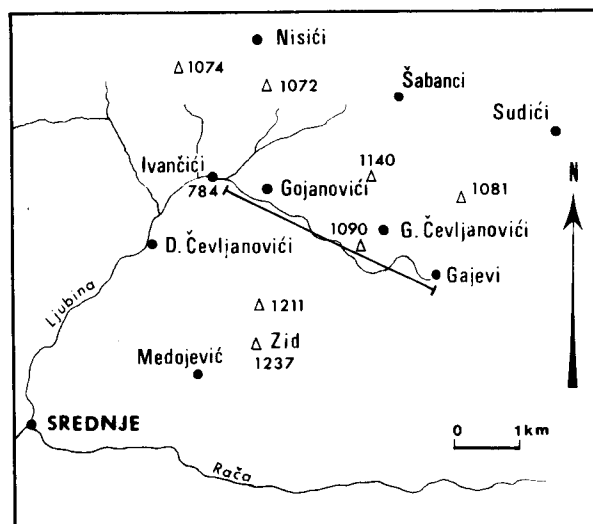 Nisići
1074
1072
Šabanci
Sudići
Ivančići
1140
N
784
Gojanovići
1081
1090
G. Čevljanovići
D. Čevljanovići
Gajevi
Ljubina
1211
Zid
Medojević
1237
SREDNJE
0 1km
Rača